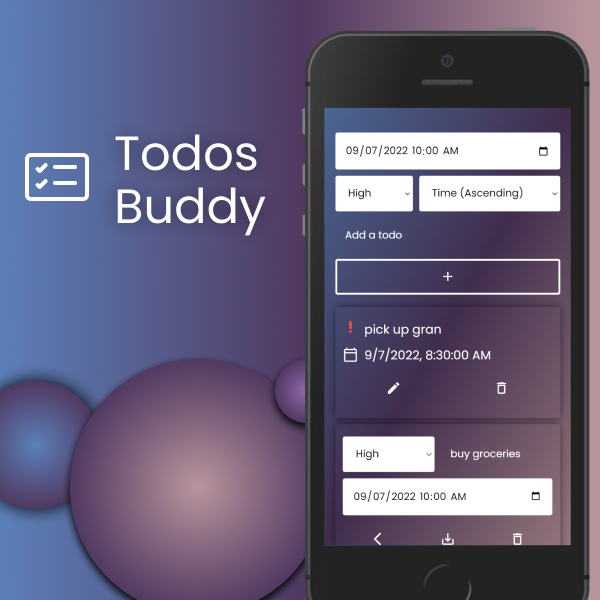 Todos
Buddy
09/07/2022 10:00 AM
High
Time (Ascending)
Add a todo
+
❗ pick up gran
9/7/2022, 8:30:00 AM
High
buy groceries
09/07/2022 10:00 AM